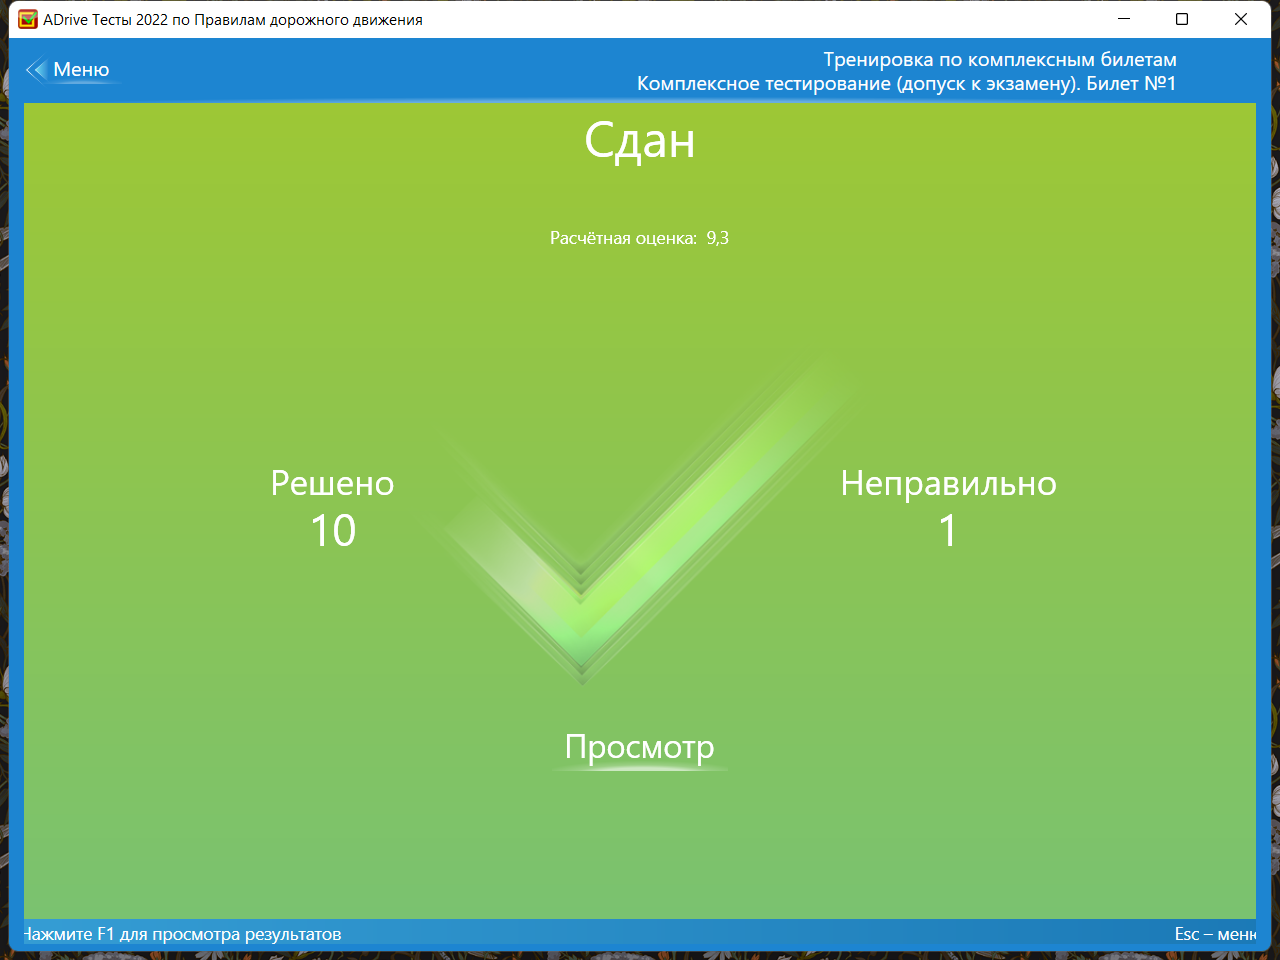 ADrive Тесты 2022 по Правилам дорожного движения
Меню
Тренировка по комплексным билетам
Комплексное тестирование (допуск к экзамену). Билет №1
Сдан
Расчётная оценка: 9,3
Решено
10
Неправильно
1
Просмотр
Нажмите F1 для просмотра результатов
Esc – меню